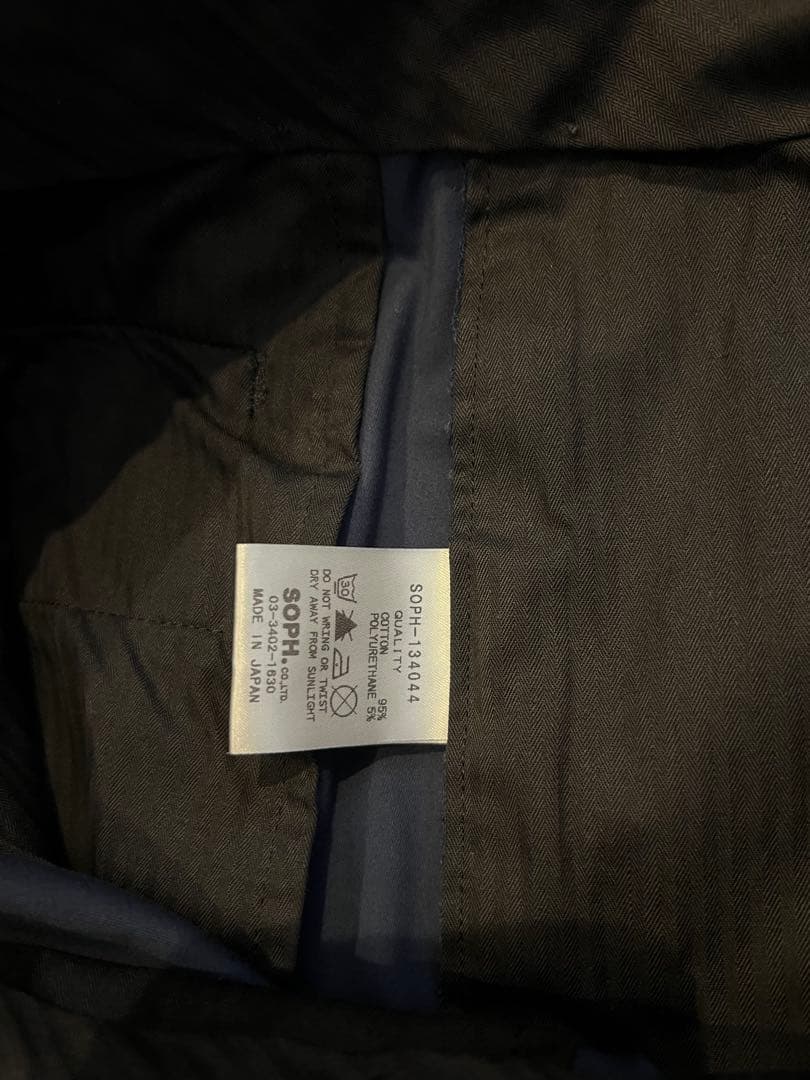 SOPH-134044
QUALITY
COTTON 95%
POLYURETHANE 5%
30
DO NOT WRING OR TWIST
DRY AWAY FROM SUNLIGHT
SOPH.CO.,LTD.
03-3402-1630
MADE IN JAPAN